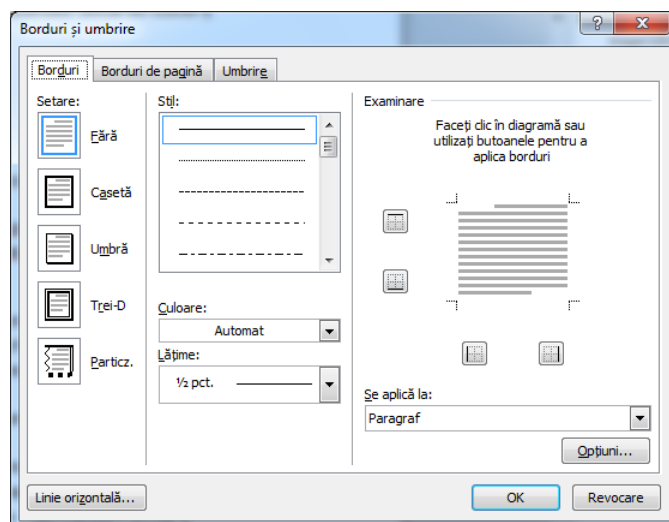 Borduri și umbrire
Borduri
Borduri de pagină
Umbrire
Setare:
Fără
Casetă
Umbră
Trei-D
Particz.
Stil:
Culoare:
Automat
Lățime:
½ pct.
Examinare
Faceți clic în diagramă sau
utilizați butoanele pentru a
aplica borduri
Se aplică la:
Paragraf
Opțiuni...
Linie orizontală...
OK
Revocare